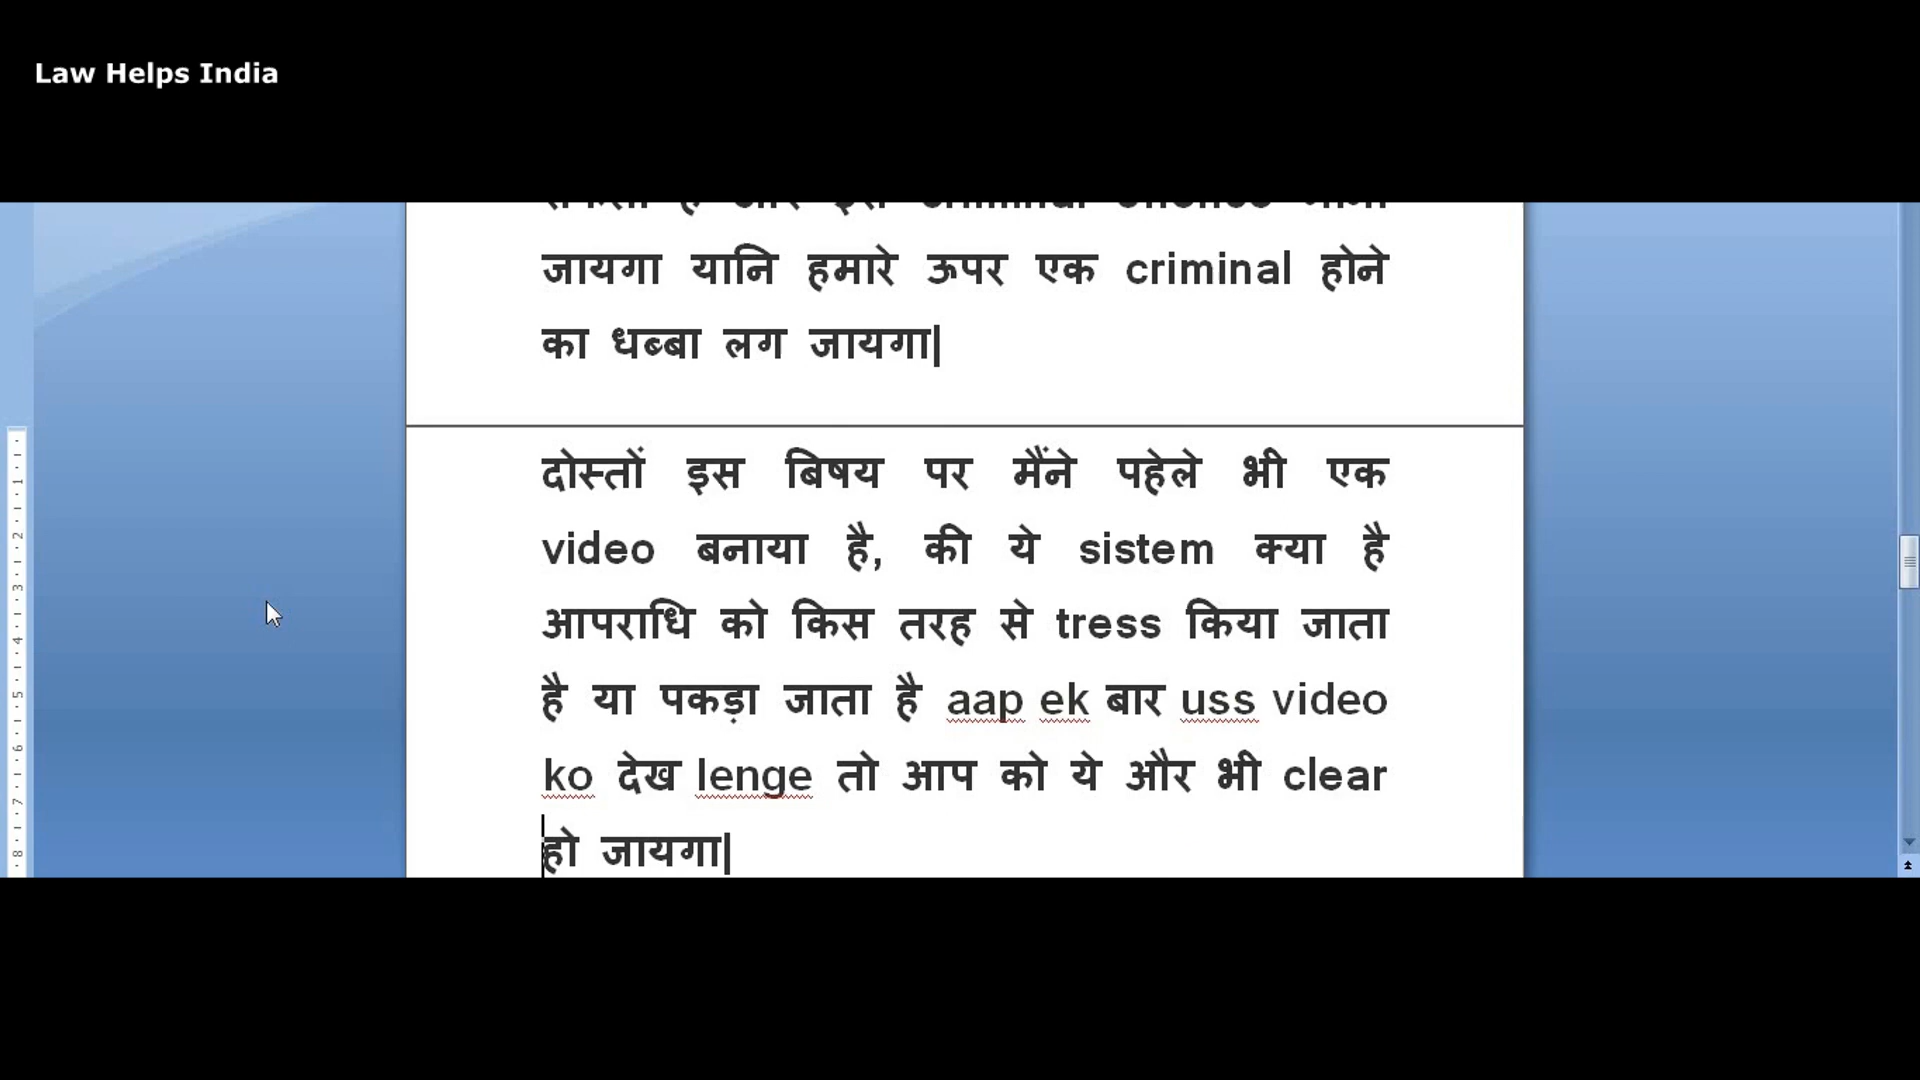 Law Helps India
जायगा यानि हमारे ऊपर एक criminal होने
का धब्बा लग जायगा|
दोस्तों इस बिषय पर मैंने पहेले भी एक
video बनाया है, की ये sistem क्या है
आपराधि को किस तरह से tress किया जाता
है या पकड़ा जाता है aap ek बार uss video
ko देख lenge तो आप को ये और भी clear
हो जायगा|